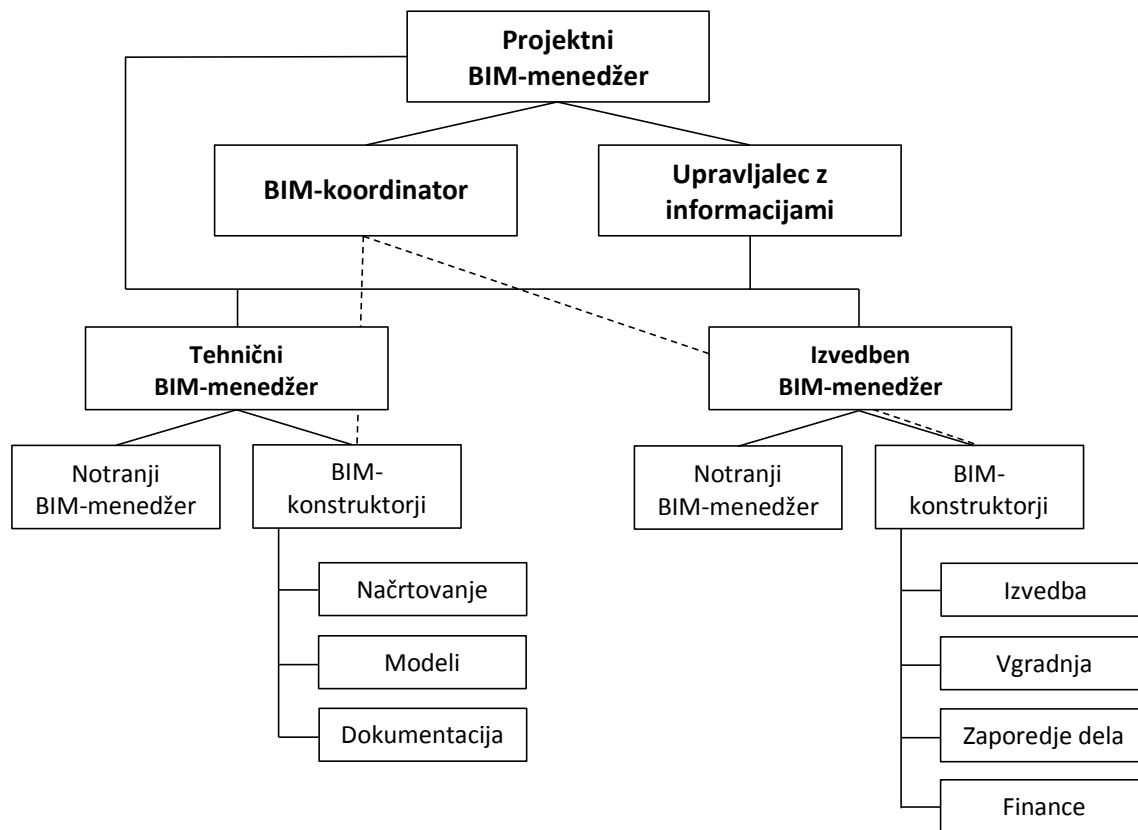 Projektni
BIM-menedžer
BIM-koordinator
Upravljalec z
informacijami
Tehnični
BIM-menedžer
Izvedben
BIM-menedžer
Notranji
BIM-menedžer
BIM-
konstruktorji
Notranji
BIM-menedžer
BIM-
konstruktorji
Načrtovanje
Modeli
Dokumentacija
Izvedba
Vgradnja
Zaporedje dela
Finance